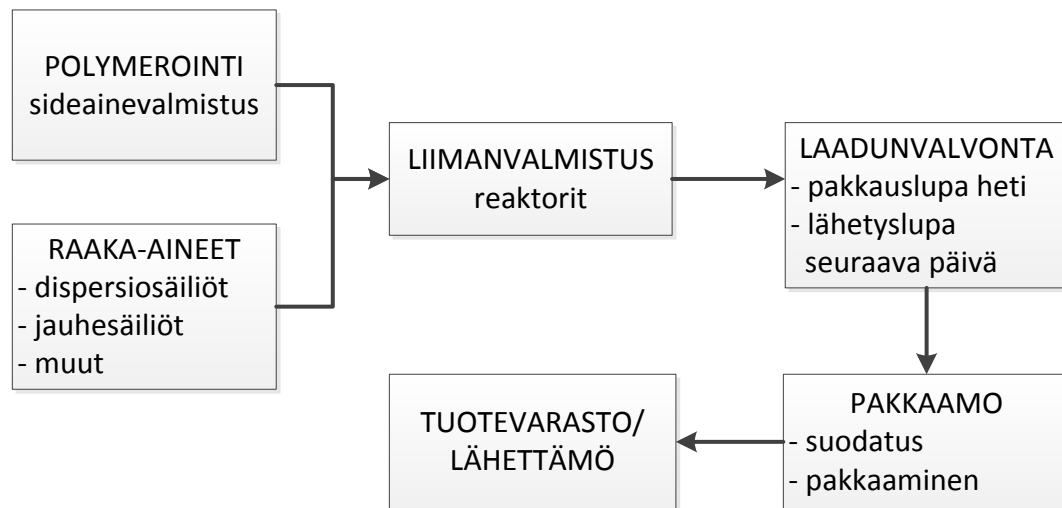 POLYMEROINTI
sideainevalmistus
RAAKA-AINEET
- dispersiosäiliöt
- jauhesäiliöt
- muut
LIIMANVALMISTUS
reaktorit
LAADUNVALVONTA
- pakkauslupa heti
- lähetyslupa
seuraava päivä
PAKKAAMO
- suodatus
- pakkaaminen
TUOTEVARASTO/
LÄHETTÄMÖ